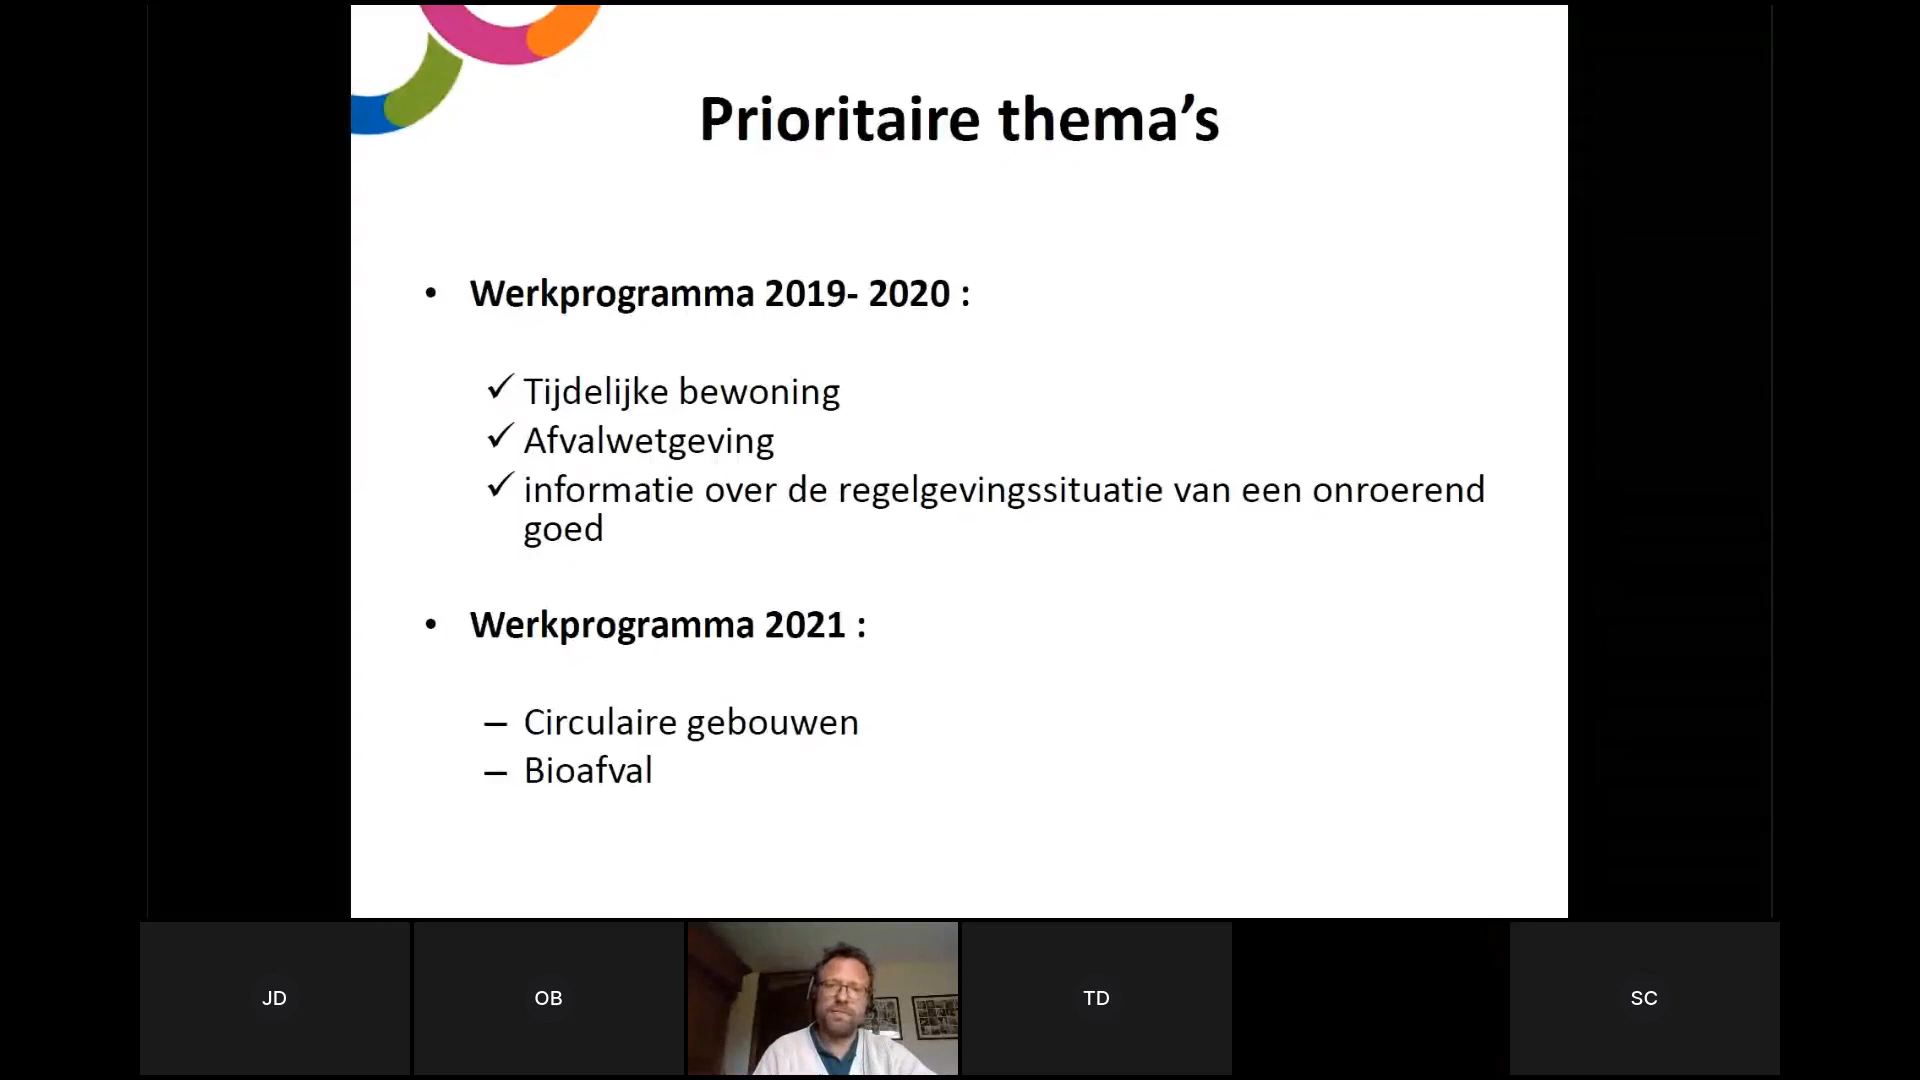 Prioritaire thema’s
• Werkprogramma 2019- 2020 :
✓ Tijdelijke bewoning
✓ Afvalwetgeving
✓ informatie over de regelgevingssituatie van een onroerend
goed
• Werkprogramma 2021 :
– Circulaire gebouwen
– Bioafval
JD
OB
TD
SC